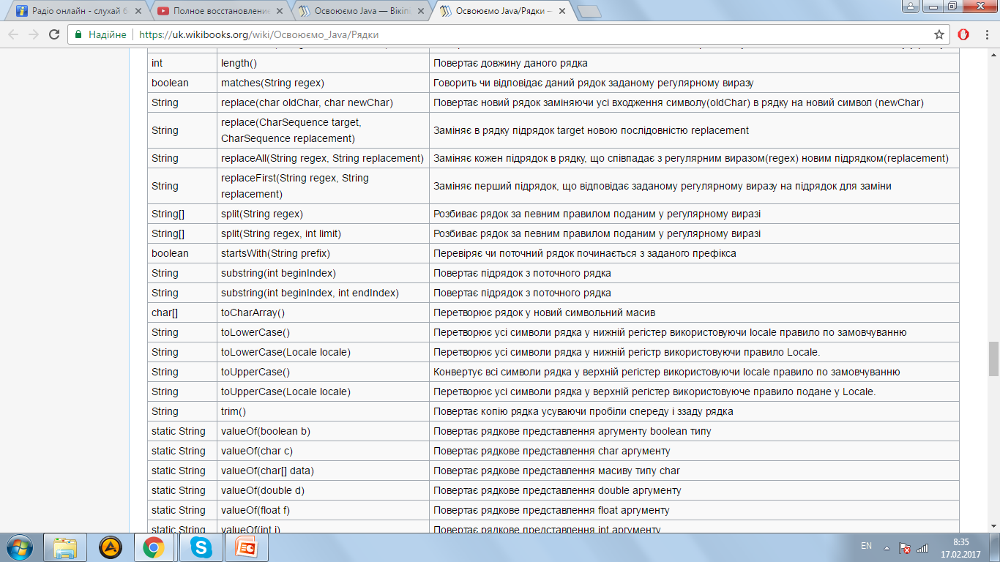 Радіо онлайн - слухай б
Полное восстановление
Освоюємо Java — Вікіп
Освоюємо Java/Рядки –
Надійне
https://uk.wikibooks.org/wiki/Освоюємо_Java/Рядки
int length() Повертає довжину даного рядка
boolean matches(String regex) Говорить чи відповідає даний рядок заданому регулярному виразу
String replace(char oldChar, char newChar) Повертає новий рядок заміняючи усі входження символу(oldChar) в рядку на новий символ (newChar)
String replace(CharSequence target,
CharSequence replacement) Заміняє в рядку підрядок target новою послідовністю replacement
String replaceAll(String regex, String replacement) Заміняє кожен підрядок в рядку, що співпадає з регулярним виразом(regex) новим підрядком(replacement)
String replaceFirst(String regex, String
replacement) Заміняє перший підрядок, що відповідає заданому регулярному виразу на підрядок для заміни
String[] split(String regex) Розбиває рядок за певним правилом поданим у регулярному виразі
String[] split(String regex, int limit) Розбиває рядок за певним правилом поданим у регулярному виразі
boolean startsWith(String prefix) Перевіряє чи поточний рядок починається з заданого префікса
String substring(int beginIndex) Повертає підрядок з поточного рядка
String substring(int beginIndex, int endIndex) Повертає підрядок з поточного рядка
char[] toCharArray() Перетворює рядок у новий символьний масив
String toLowerCase() Перетворює усі символи рядка у нижній регістер використовуючи locale правило по замовчуванню
String toLowerCase(Locale locale) Перетворює усі символи рядка у нижній регістр використовуючи правило Locale.
String toUpperCase() Конвертує всі символи рядка у верхній регістер використовуючи locale правило по замовчуванню
String toUpperCase(Locale locale) Перетворює усі символи рядка у верхній регістер використовуюче правило подане у Locale.
String trim() Повертає копію рядка усуваючи пробіли спереду і ззаду рядка
static String valueOf(boolean b) Повертає рядкове представлення аргументу boolean типу
static String valueOf(char c) Повертає рядкове представлення char аргументу
static String valueOf(char[] data) Повертає рядкове представлення масиву типу char
static String valueOf(double d) Повертає рядкове представлення double аргументу
static String valueOf(float f) Повертає рядкове представлення float аргументу
static String valueOf(int i) Повертає рядкове представлення int аргументу
EN
8:35
17.02.2017